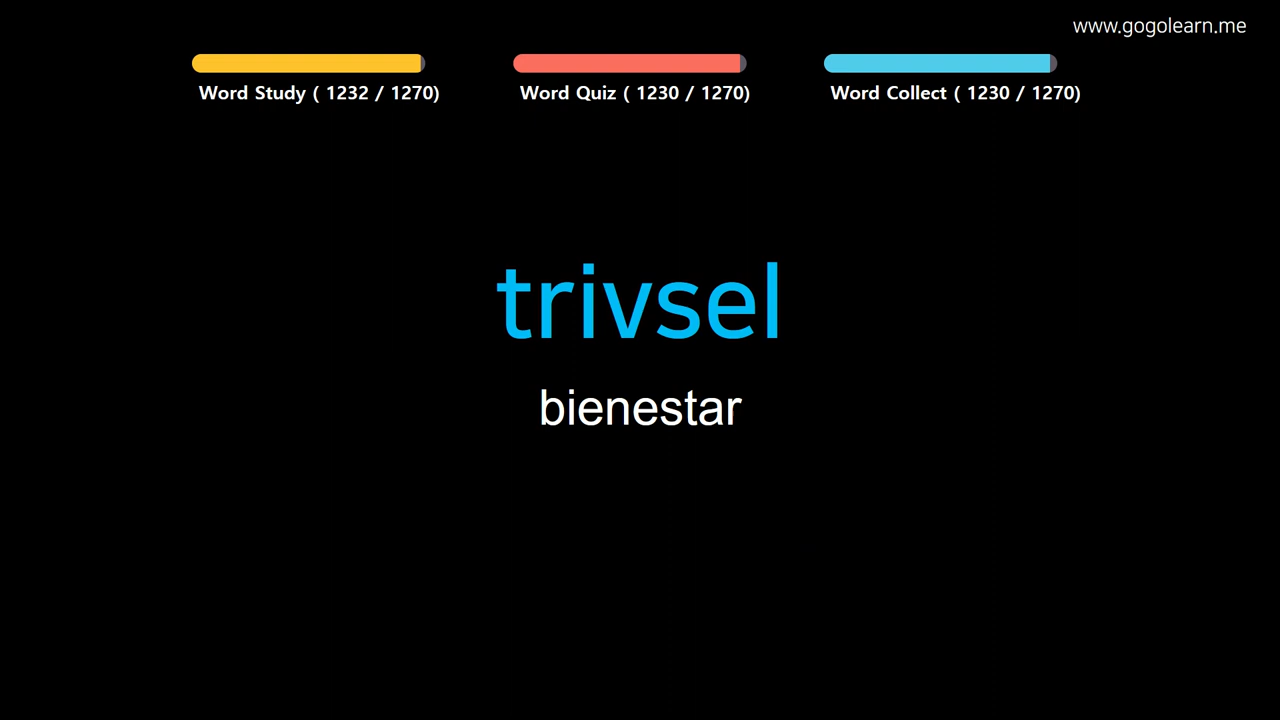 www.gogolearn.me
Word Study ( 1232 / 1270)
Word Quiz ( 1230 / 1270)
Word Collect ( 1230 / 1270)
trivsel
bienestar